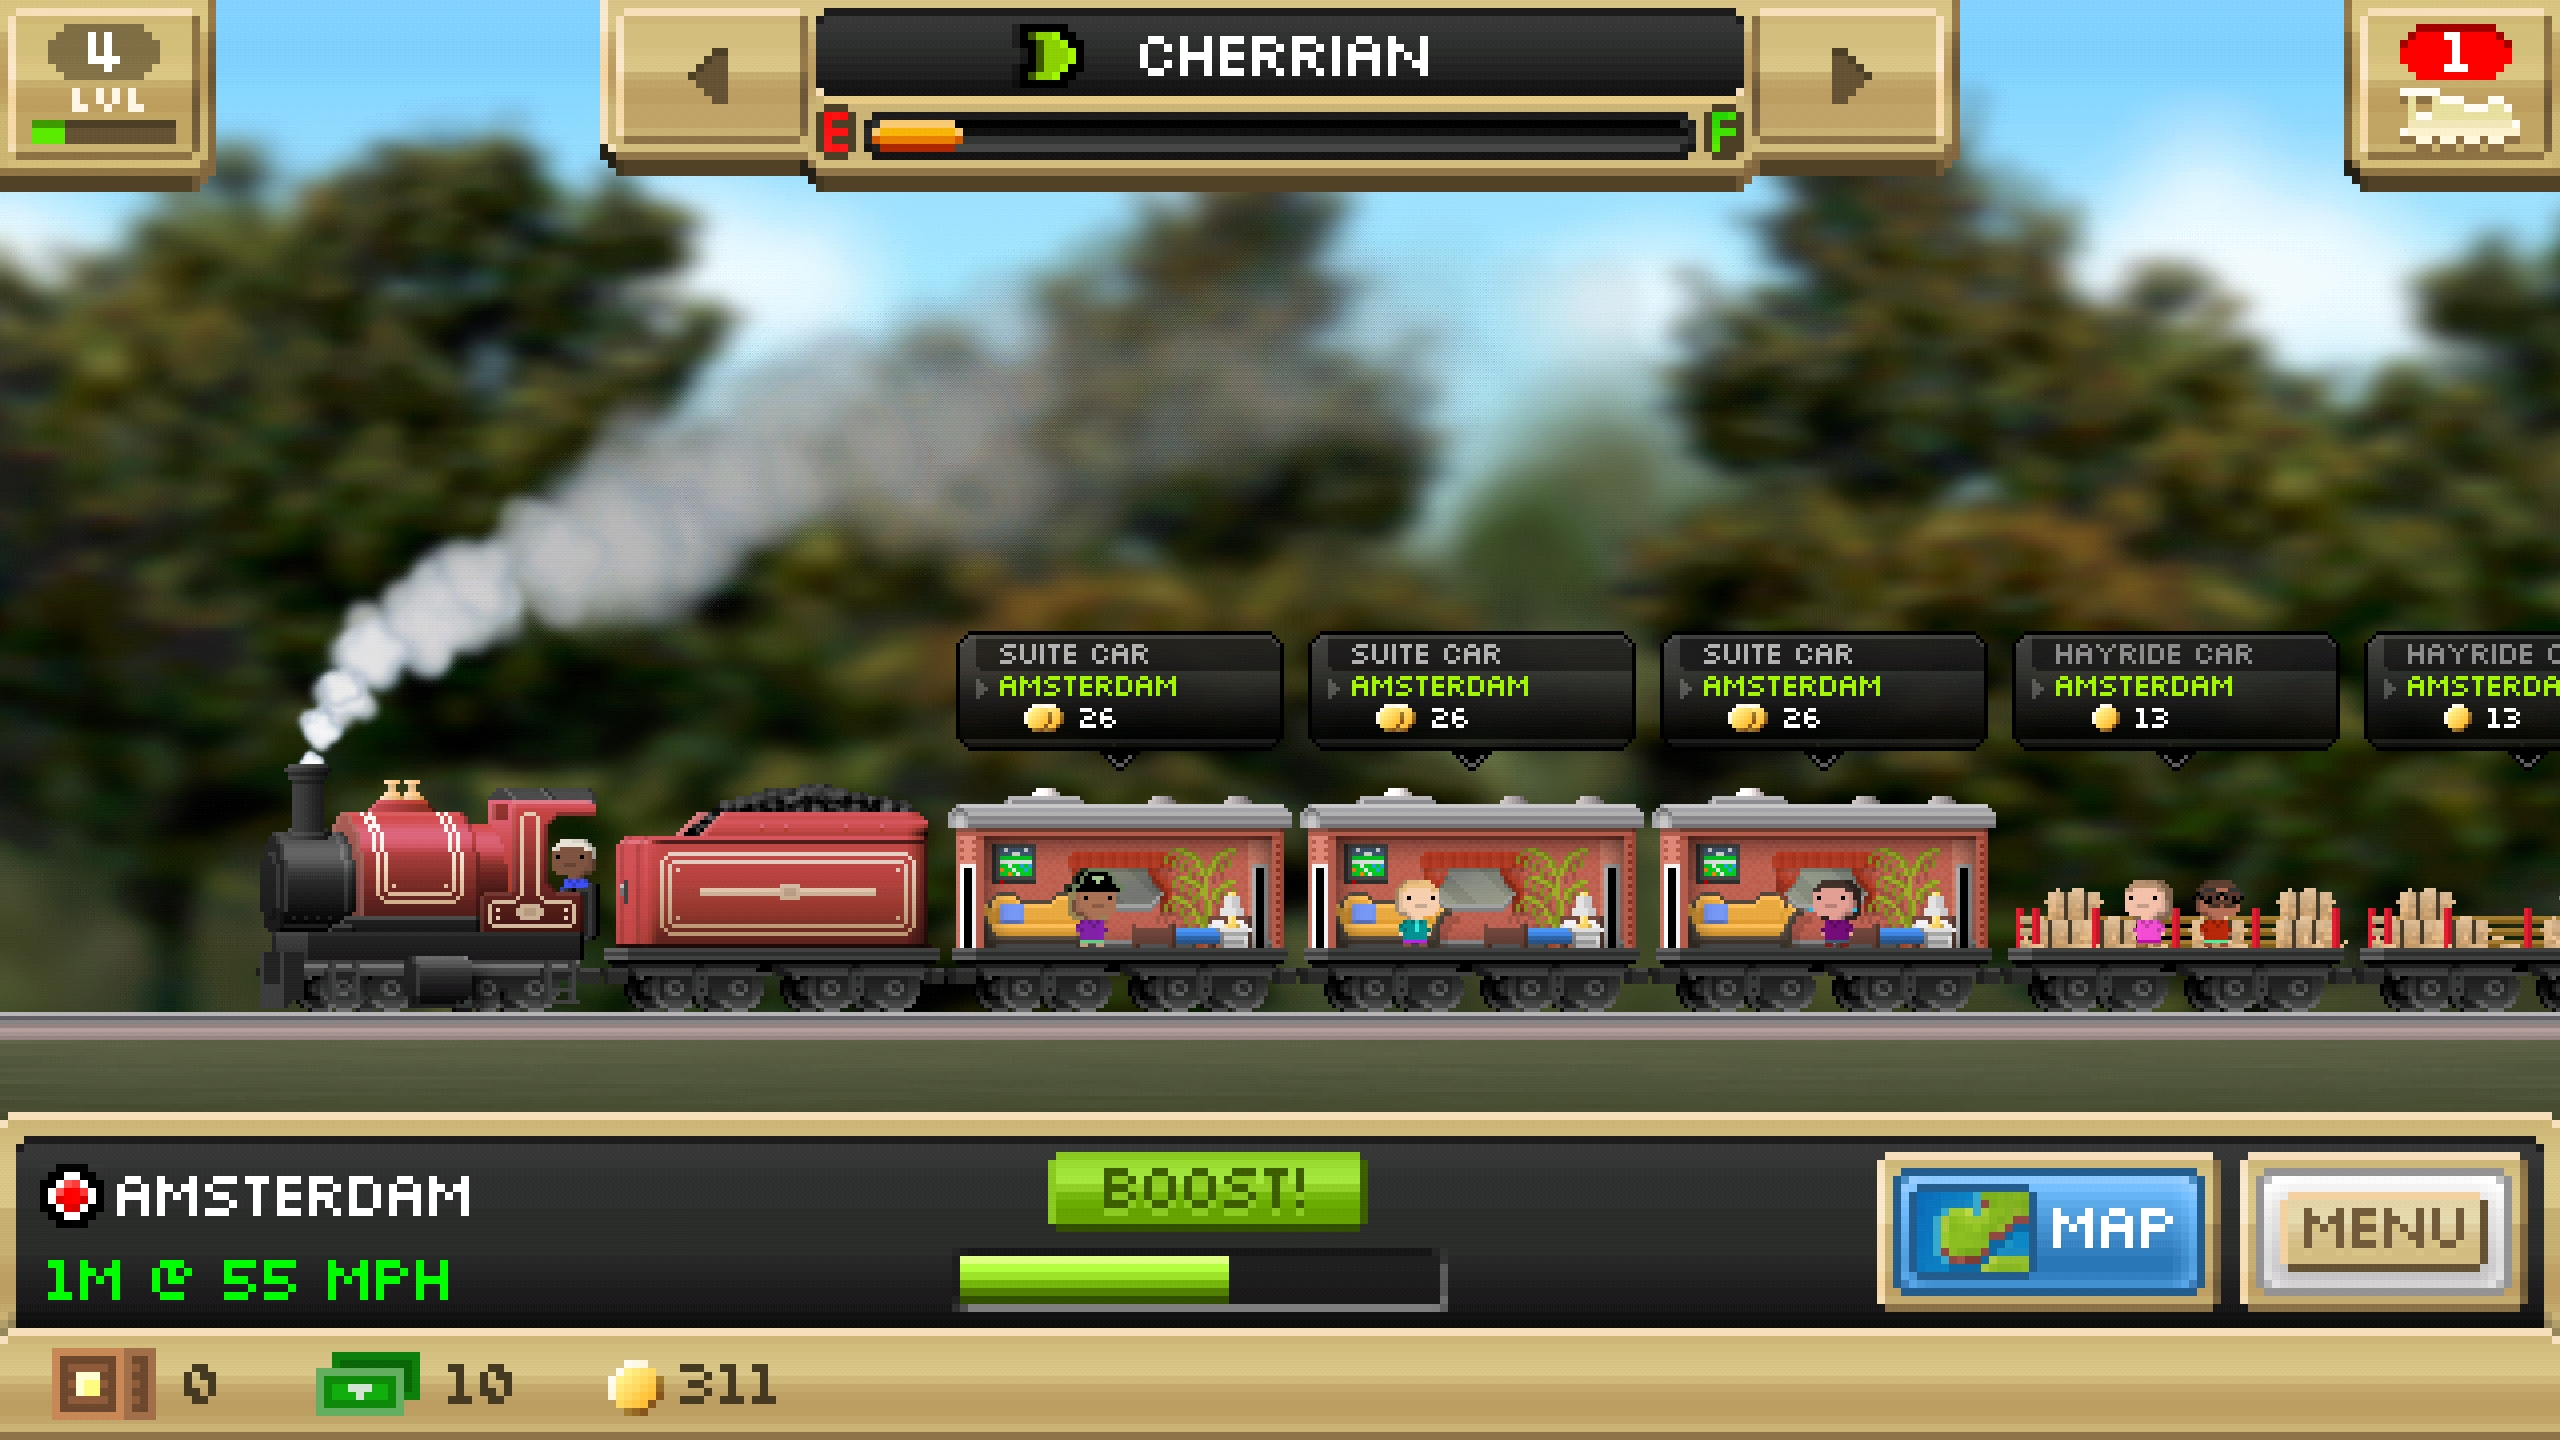 4
LVL
CHERRIAN
E F
1
SUITE CAR
AMSTERDAM
26
SUITE CAR
AMSTERDAM
26
SUITE CAR
AMSTERDAM
26
HAYRIDE CAR
AMSTERDAM
13
HAYRIDE C
AMSTERDA
13
AMSTERDAM
1M @ 55 MPH
BOOST!
MAP
MENU
0
10
311